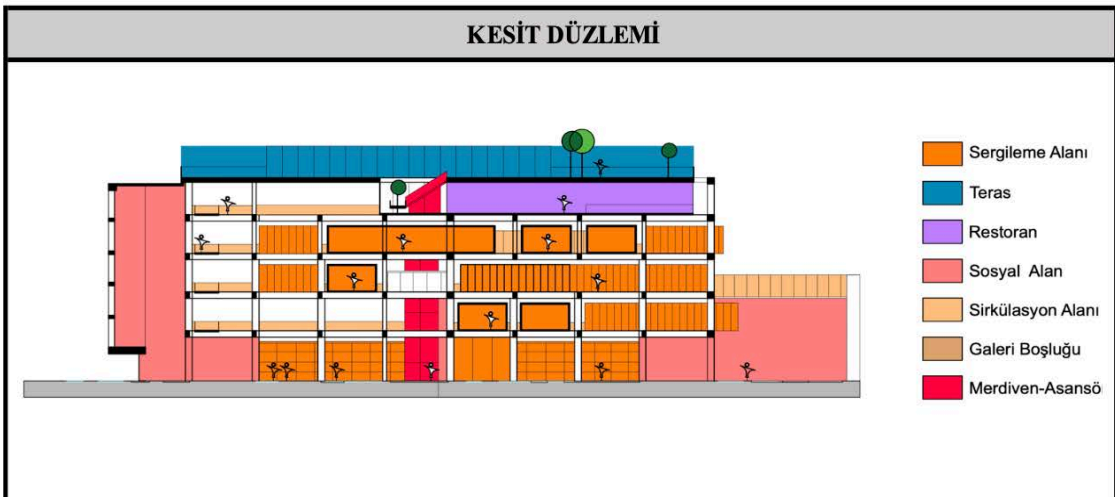 KESİT DÜZLEMİ
Sergileme Alanı
Teras
Restoran
Sosyal Alan
Sirkülasyon Alanı
Galeri Boşluğu
Merdiven-Asansö